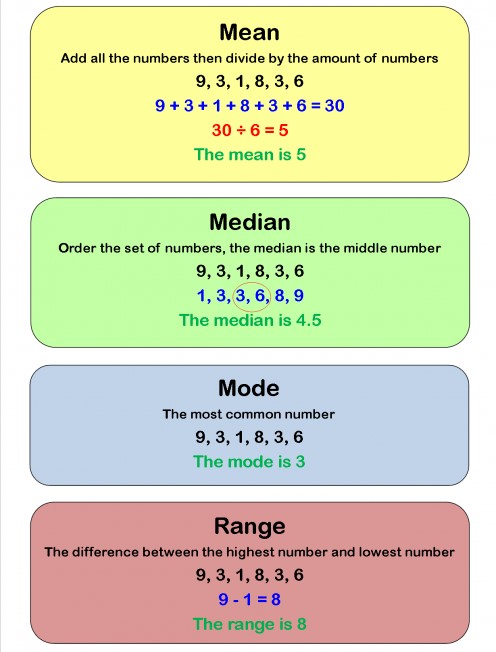 Mean
Add all the numbers then divide by the amount of numbers
9, 3, 1, 8, 3, 6
9 + 3 + 1 + 8 + 3 + 6 = 30
30 ÷ 6 = 5
The mean is 5
Median
Order the set of numbers, the median is the middle number
9, 3, 1, 8, 3, 6
1, 3, 3, 6, 8, 9
The median is 4.5
Mode
The most common number
9, 3, 1, 8, 3, 6
The mode is 3
Range
The difference between the highest number and lowest number
9, 3, 1, 8, 3, 6
9 - 1 = 8
The range is 8